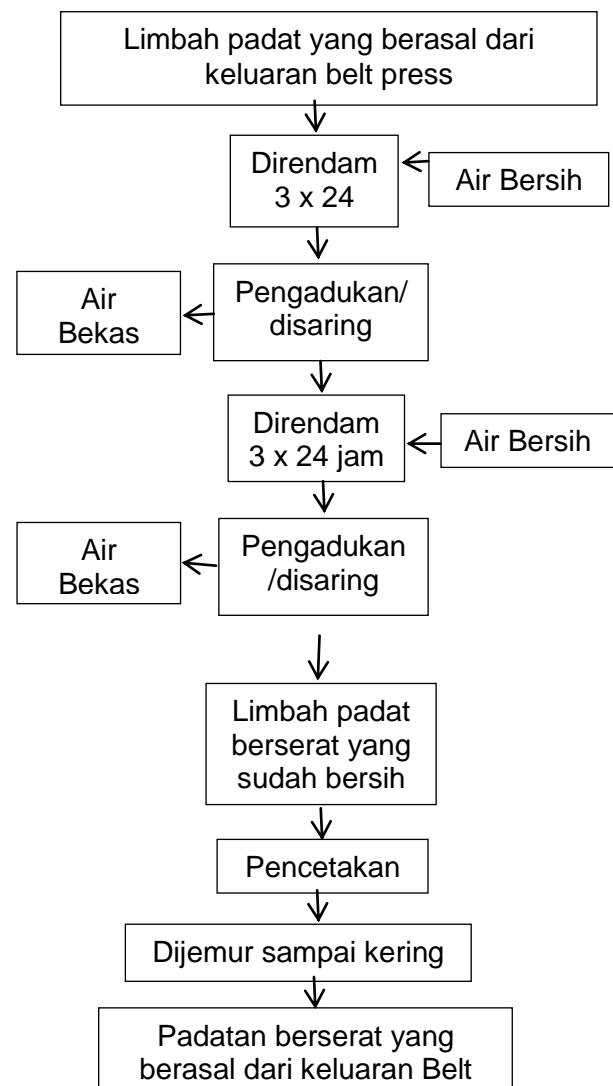 Limbah padat yang berasal dari
keluaran belt press
Direndam
3 x 24
Air Bersih
Pengadukan/
disaring
Air
Bekas
Direndam
3 x 24 jam
Air Bersih
Pengadukan
/disaring
Air
Bekas
Limbah padat
berserat yang
sudah bersih
Pencetakan
Dijemur sampai kering
Padatan berserat yang
berasal dari keluaran Belt